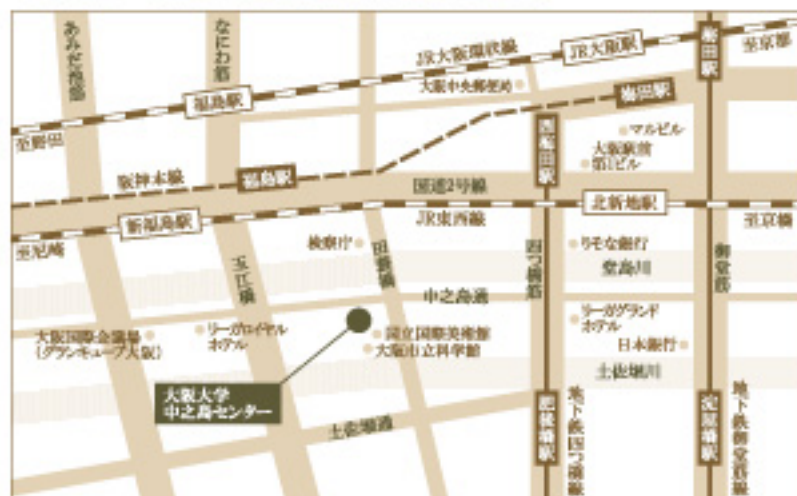 あみだ池筋
なにわ筋
JR大阪環状線
JR大阪駅
梅田駅
至京都
福島駅
大阪中央郵便局
梅田駅
至野田
西梅田駅
マルビル
大阪駅前
第1ビル
阪神本線
福島駅
国道2号線
新福島駅
JR東西線
北新地駅
至尼崎
至京橋
検察庁
田蓑橋
玉江橋
四つ橋筋
りそな銀行
堂島川
御堂筋
中之島通
大阪国際会議場
(グランキューブ大阪)
リーガロイヤル
ホテル
国立国際美術館
大阪市立科学館
リーガグランド
ホテル
日本銀行
土佐堀川
大阪大学
中之島センター
土佐堀通
肥後橋駅
地下鉄四つ橋線
淀屋橋駅
地下鉄御堂筋線